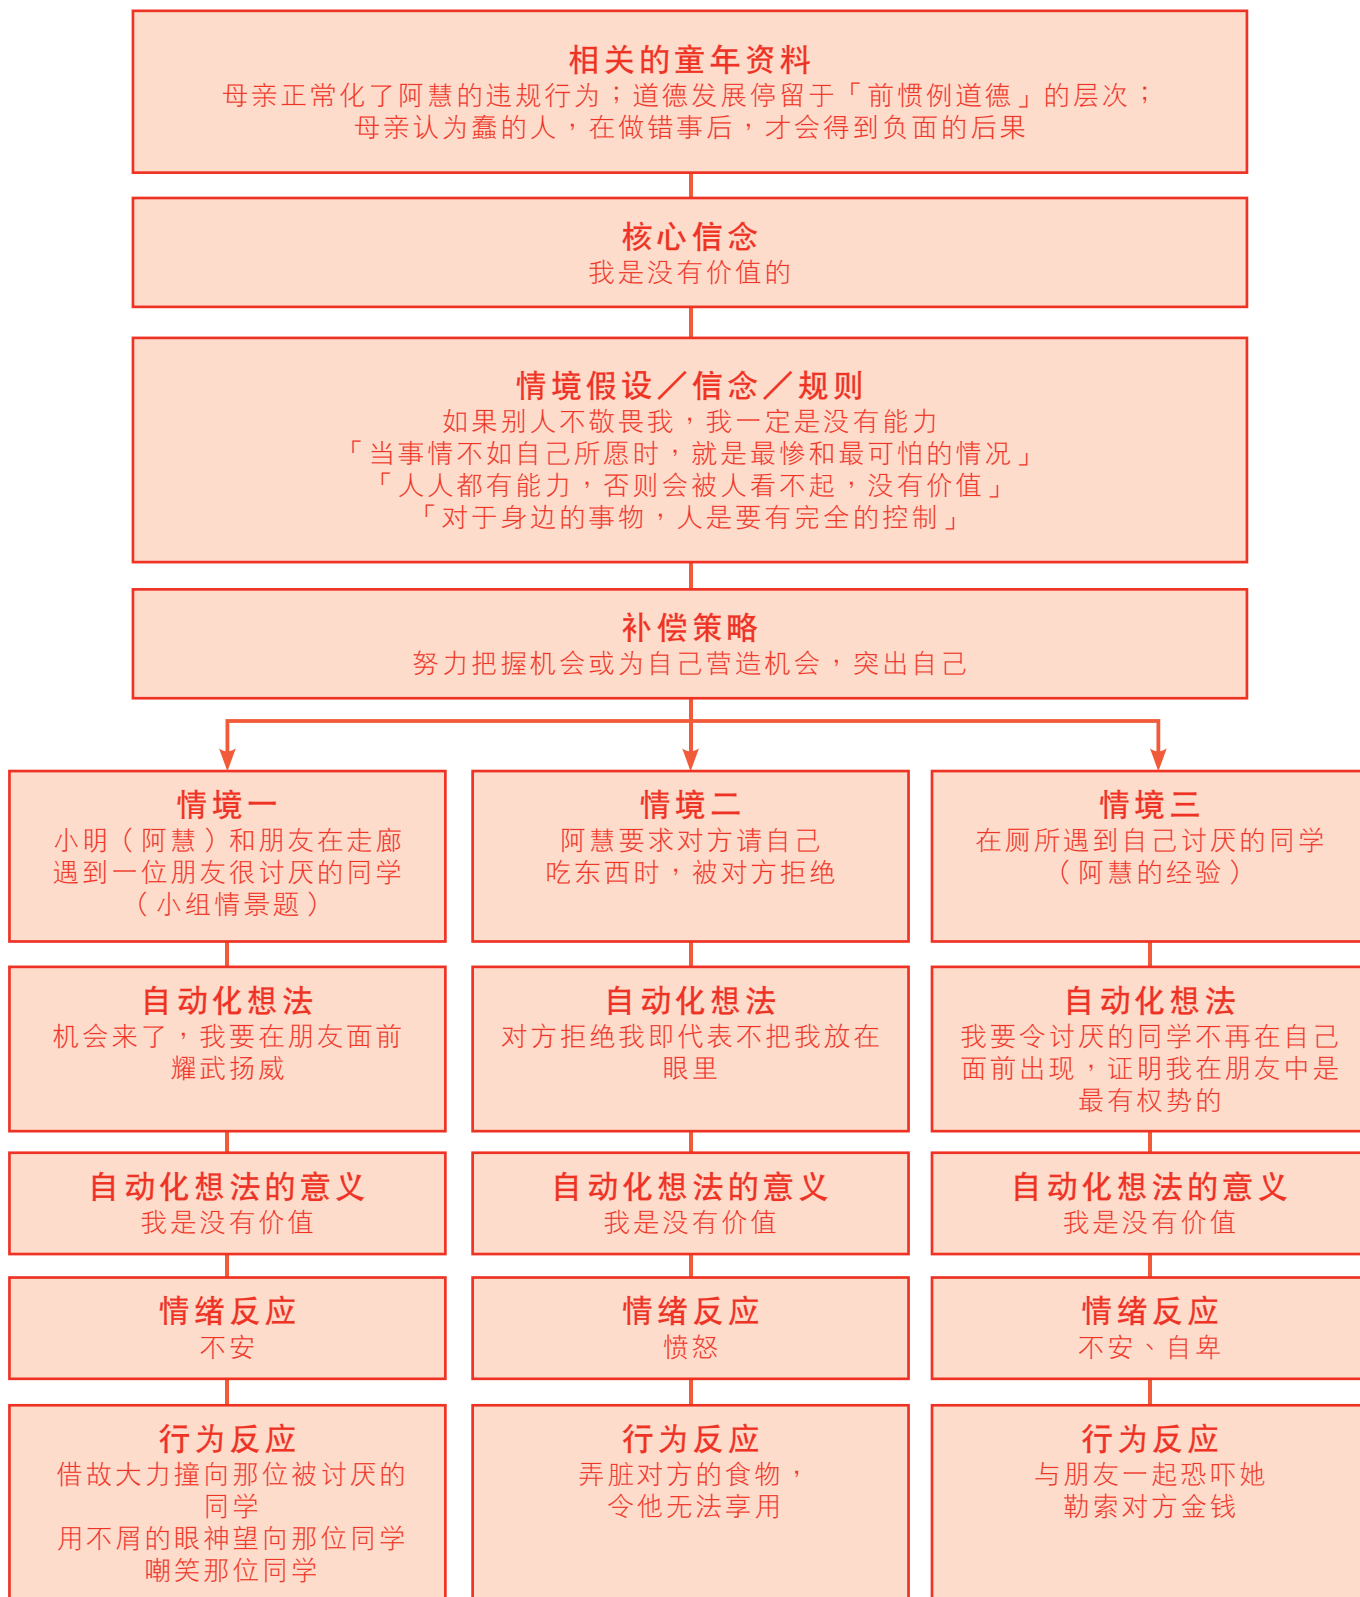 相关的童年资料
母亲正常化了阿慧的违规行为；道德发展停留于「前惯例道德」的层次；
母亲认为蠢的人，在做错事后，才会得到负面的后果
核心信念
我是没有价值的
情境假设／信念／规则
如果别人不敬畏我，我一定是没有能力
「当事情不如自己所愿时，就是最惨和最可怕的情况」
「人人都有能力，否则会被人看不起，没有价值」
「对于身边的事物，人是要有完全的控制」
补偿策略
努力把握机会或为自己营造机会，突出自己
情境一
小明（阿慧）和朋友在走廊
遇到一位朋友很讨厌的同学
（小组情景题）
自动化想法
机会来了，我要在朋友面前
耀武扬威
自动化想法的意义
我是没有价值
情绪反应
不安
行为反应
借故大力撞向那位被讨厌的
同学
用不屑的眼神望向那位同学
嘲笑那位同学
情境二
阿慧要求对方请自己
吃东西时，被对方拒绝
自动化想法
对方拒绝我即代表不把我放在
眼里
自动化想法的意义
我是没有价值
情绪反应
愤怒
行为反应
弄脏对方的食物，
令他无法享用
情境三
在厕所遇到自己讨厌的同学
（阿慧的经验）
自动化想法
我要令讨厌的同学不再在自己
面前出现，证明我在朋友中是
最有权势的
自动化想法的意义
我是没有价值
情绪反应
不安、自卑
行为反应
与朋友一起恐吓她
勒索对方金钱